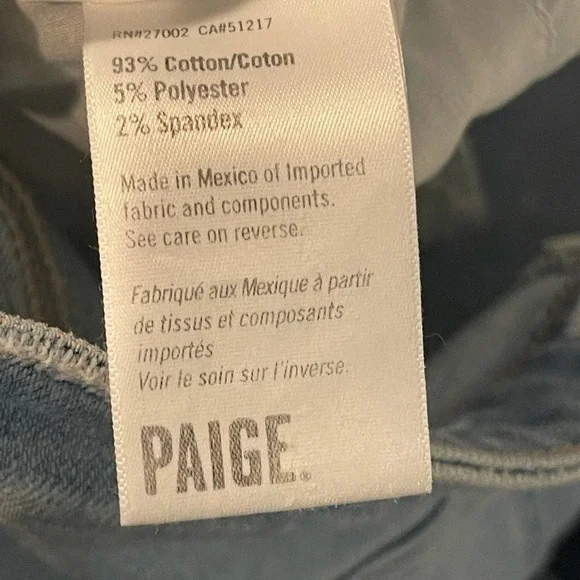 RN#27002 CA#51217
93% Cotton/Coton
5% Polyester
2% Spandex
Made in Mexico of Imported
fabric and components.
See care on reverse.
Fabriqué aux Mexique à partir
de tissus et composants
importés
Voir le soin sur l'inverse.
PAIGE®